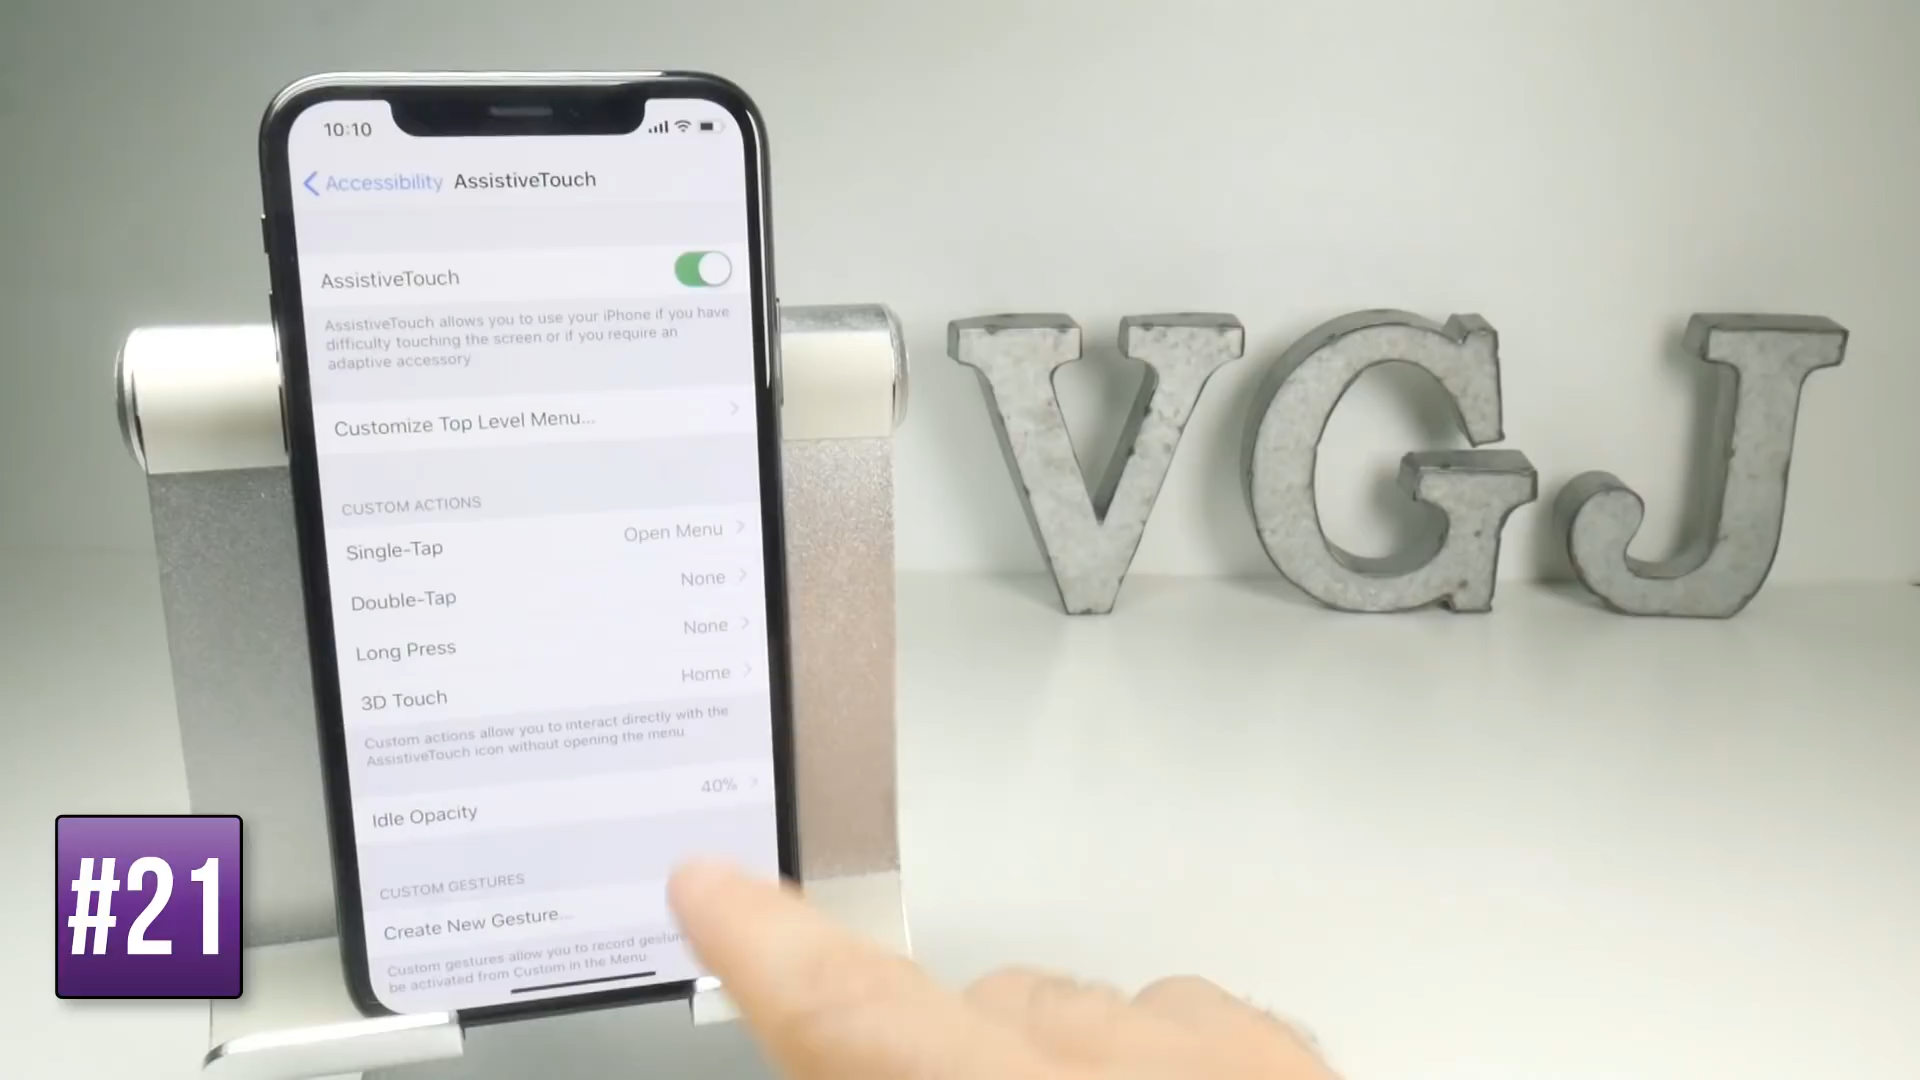 10:10
Accessibility AssistiveTouch
AssistiveTouch
AssistiveTouch allows you to use your iPhone if you have
difficulty touching the screen or if you require an
adaptive accessory
Customize Top Level Menu...
CUSTOM ACTIONS
Single-Tap Open Menu
Double-Tap None
Long Press None
3D Touch Home
Custom actions allow you to interact directly with the
AssistiveTouch icon without opening the menu
Idle Opacity 40%
CUSTOM GESTURES
Create New Gesture...
Custom gestures allow you to record
be activated from Custom in the Menu
VGJ
#21